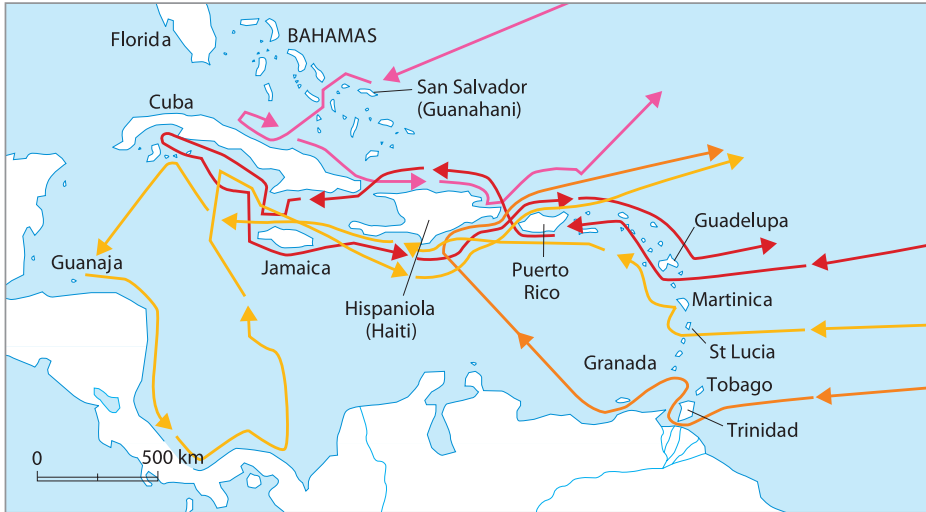 Florida
BAHAMAS
San Salvador
(Guanahani)
Cuba
Guadelupa
Guanaja
Jamaica
Puerto
Rico
Hispaniola
(Haiti)
Martinica
St Lucia
Granada
Tobago
Trinidad
0
500 km